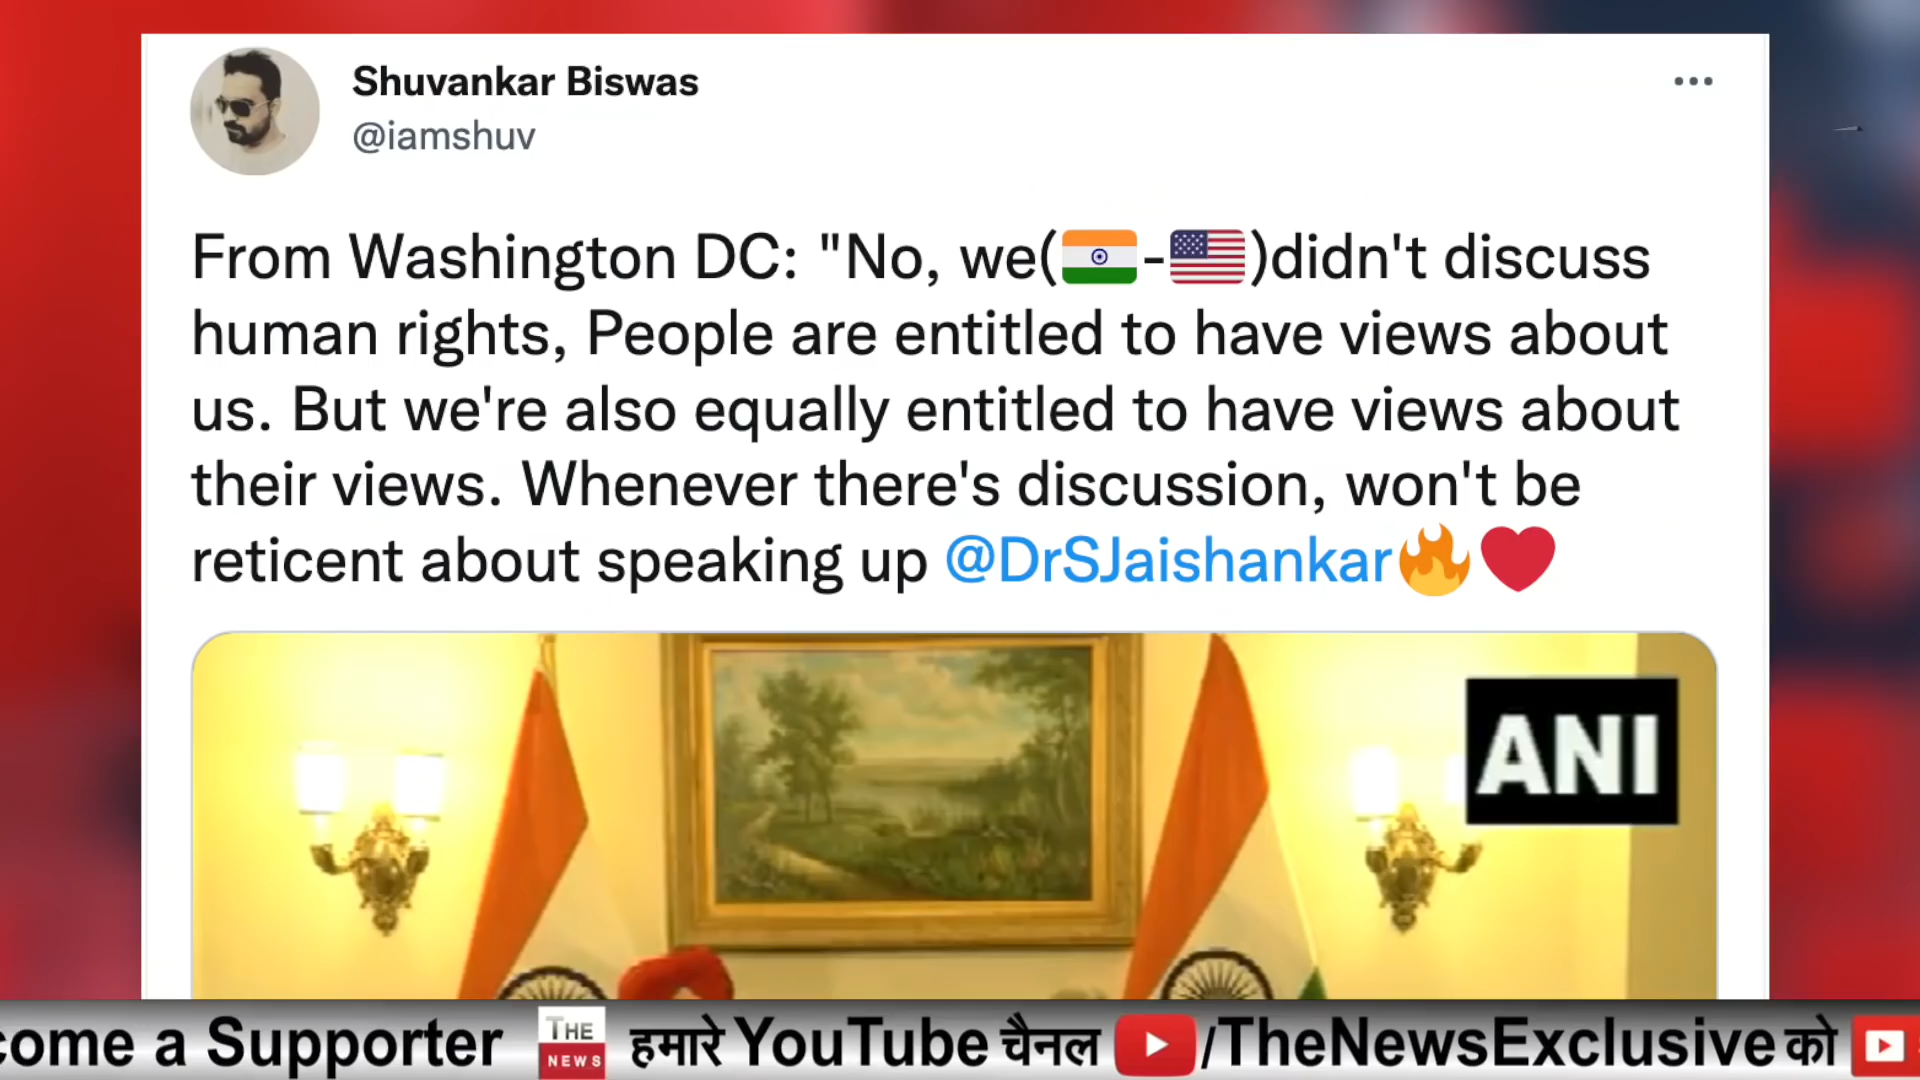 Shuvankar Biswas
@iamshuv
From Washington DC: "No, we(🇮🇳-🇺🇸)didn't discuss
human rights, People are entitled to have views about
us. But we're also equally entitled to have views about
their views. Whenever there's discussion, won't be
reticent about speaking up @DrSJaishankar🔥❤️
ANI
come a Supporter THE NEWS हमारे YouTube चैनल /TheNewsExclusive को